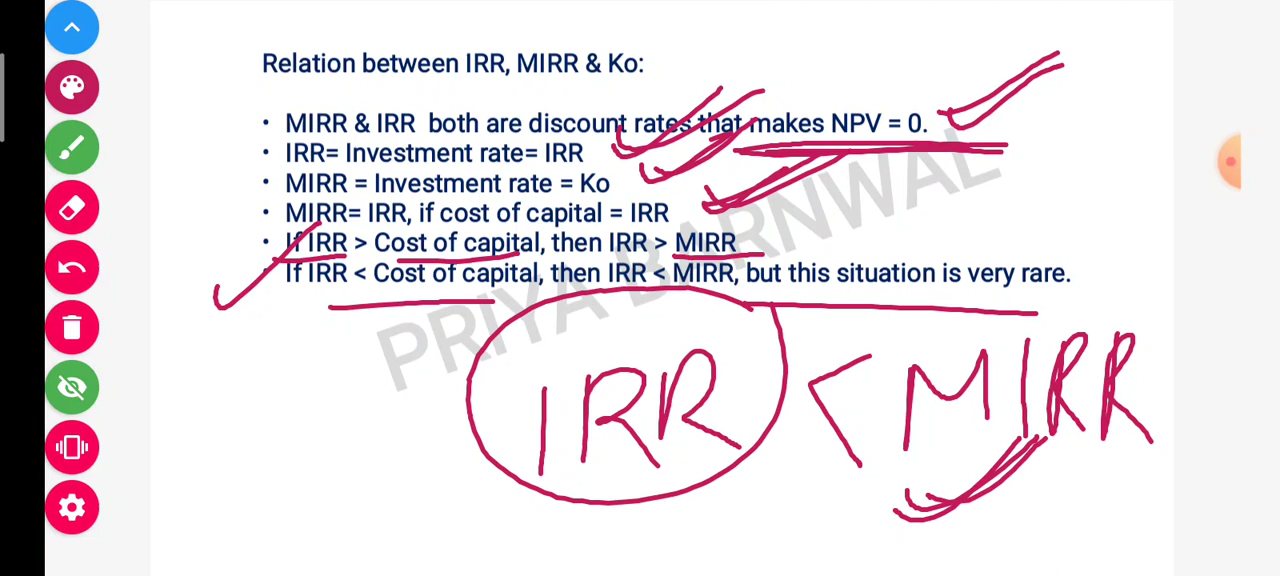 Relation between IRR, MIRR & Ko:
• MIRR & IRR both are discount rates that makes NPV = 0.
• IRR= Investment rate= IRR
• MIRR = Investment rate = Ko
• MIRR= IRR, if cost of capital = IRR
• If IRR > Cost of capital, then IRR > MIRR
• If IRR < Cost of capital, then IRR < MIRR, but this situation is very rare.
PRIYA BARNWAL
IRR < MIRR